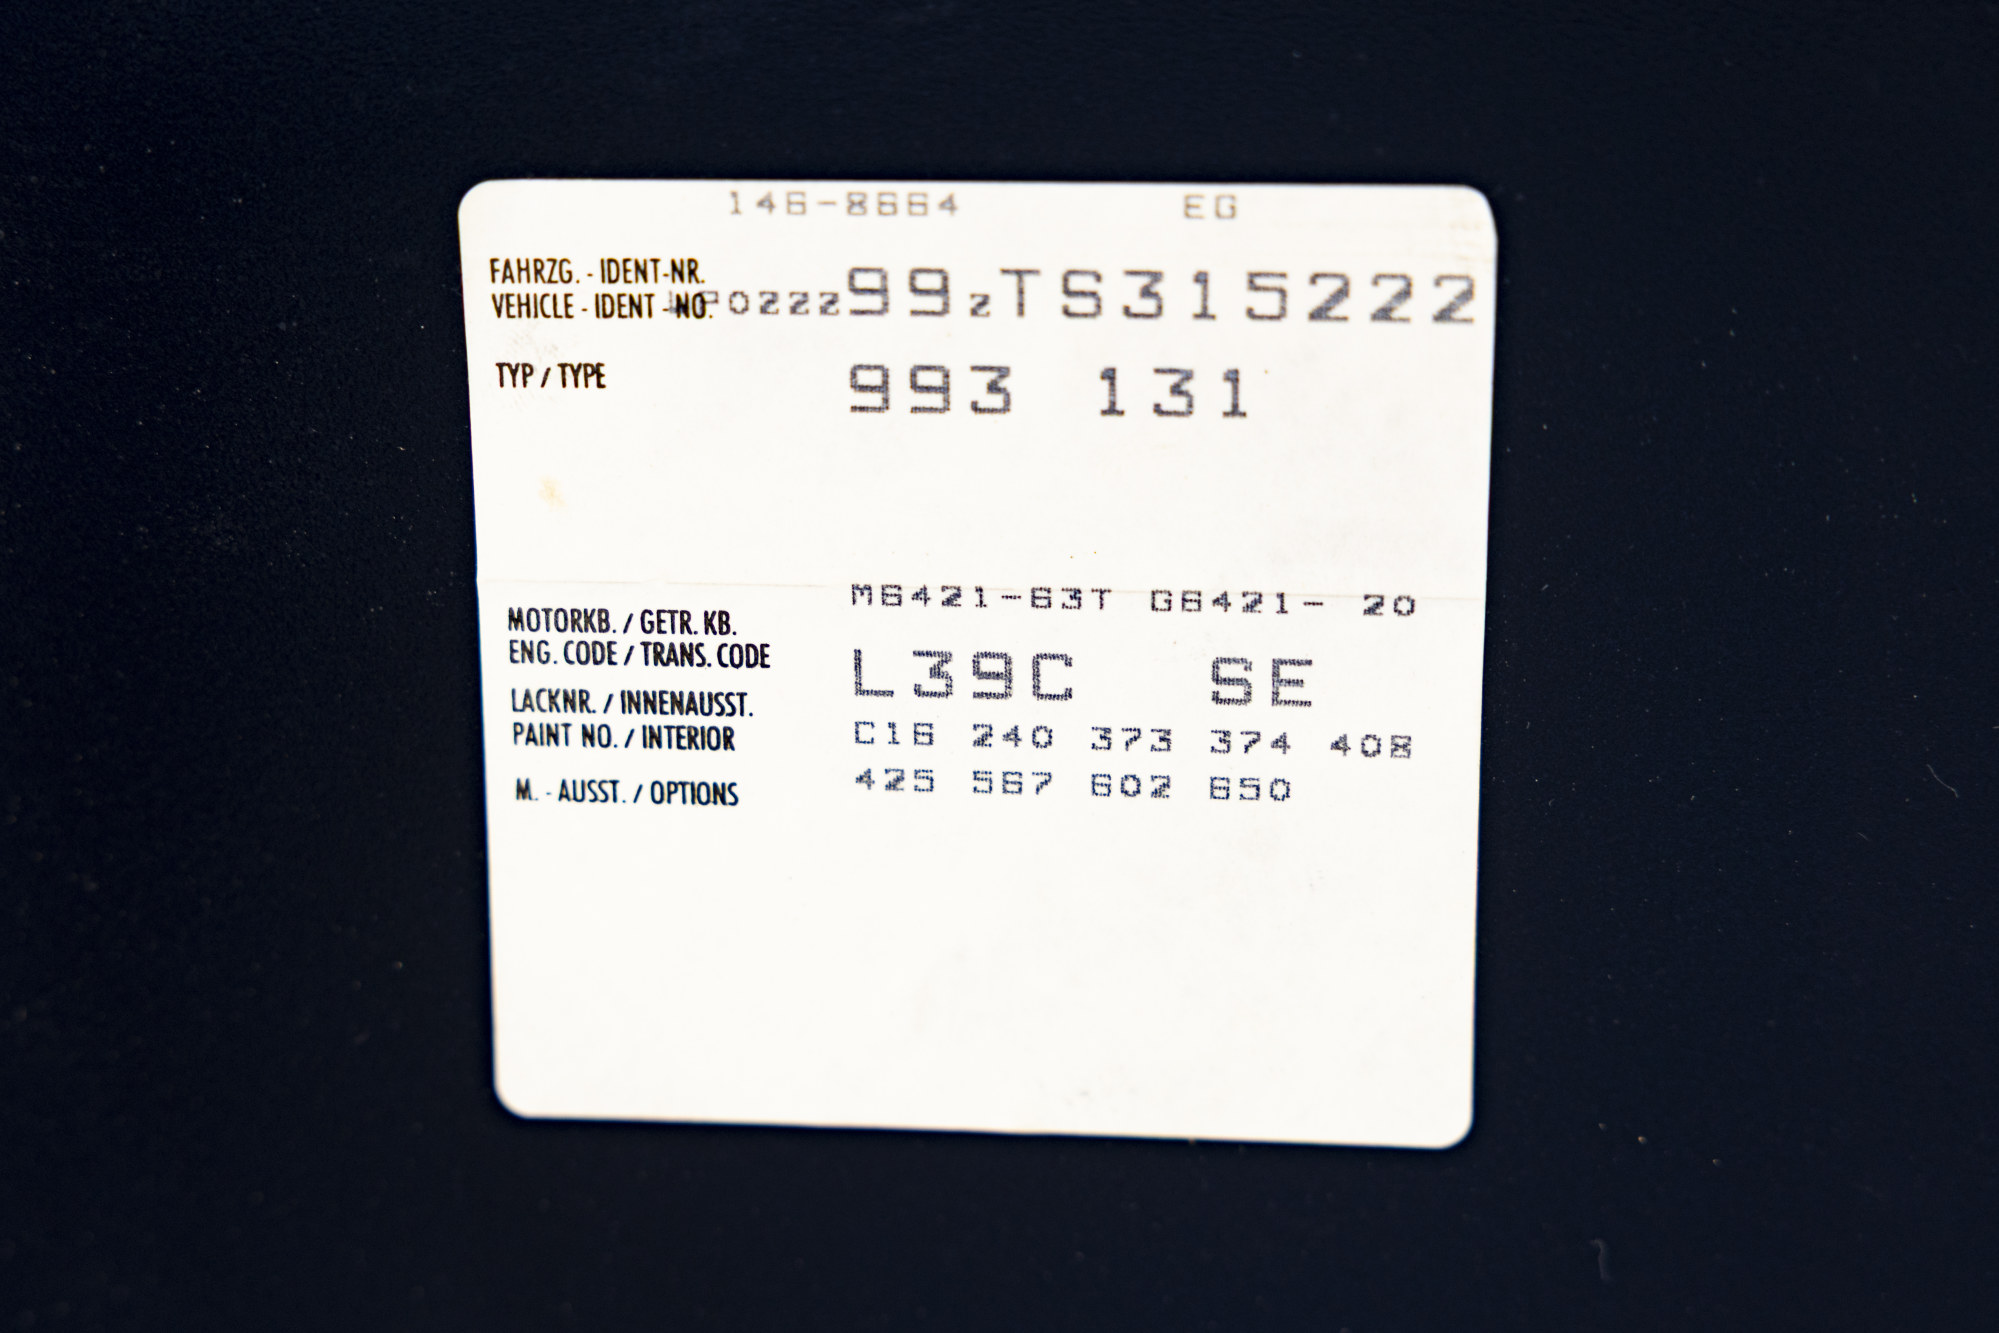 146-8664 EG
FAHRZG. - IDENT-NR.
VEHICLE - IDENT -NO. WP0ZZZ99ZTS315222
TYP / TYPE 993 131
M6421-63T G6421- 20
MOTORKB. / GETR. KB.
ENG. CODE / TRANS. CODE
L39C SE
LACKNR. / INNENAUSST.
PAINT NO. / INTERIOR
C16 240 373 374 408
M. - AUSST. / OPTIONS
425 567 602 650